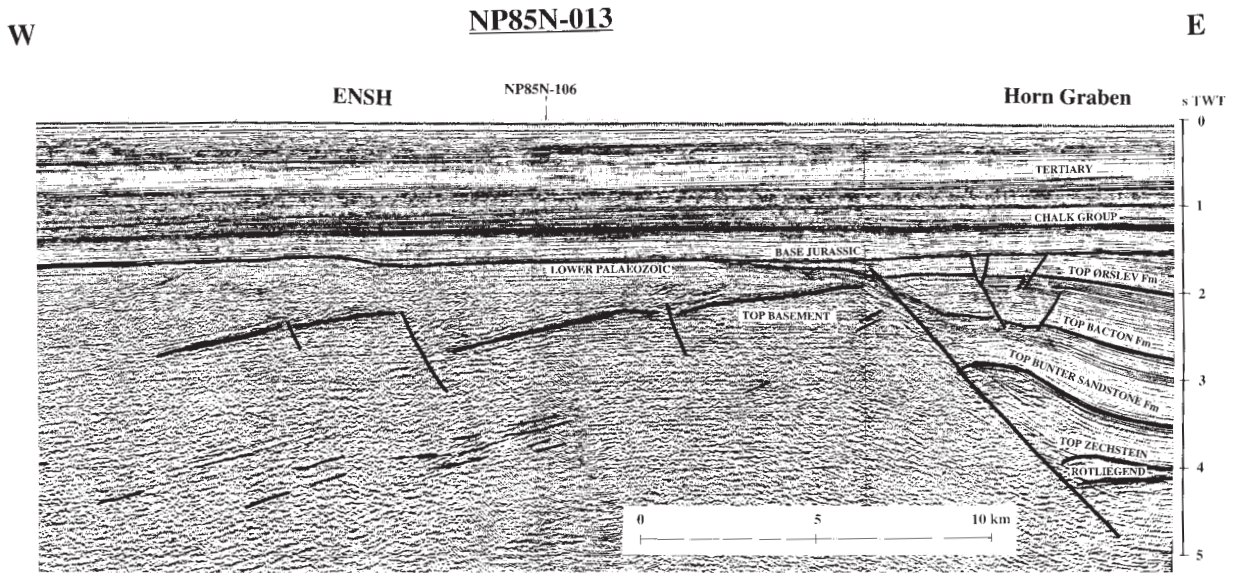 NP85N-013
W
E
ENSH
NP85N-106
Horn Graben
s TWT
0
TERTIARY
1
CHALK GROUP
BASE JURASSIC
LOWER PALAEOZOIC
TOP ØRSLEV Fm
2
TOP BASEMENT
TOP BACTON Fm
TOP BUNTER SANDSTONE Fm
3
TOP ZECHSTEIN
4
ROTLIEGEND
0
5
10 km
5